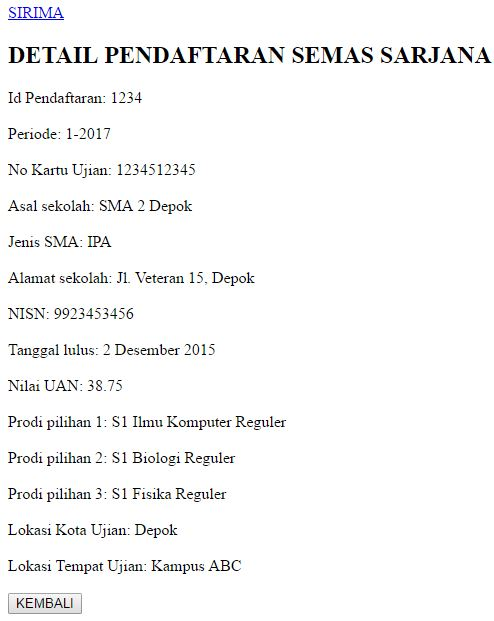 SIRIMA
DETAIL PENDAFTARAN SEMAS SARJANA
Id Pendaftaran: 1234
Periode: 1-2017
No Kartu Ujian: 1234512345
Asal sekolah: SMA 2 Depok
Jenis SMA: IPA
Alamat sekolah: Jl. Veteran 15, Depok
NISN: 9923453456
Tanggal lulus: 2 Desember 2015
Nilai UAN: 38.75
Prodi pilihan 1: S1 Ilmu Komputer Reguler
Prodi pilihan 2: S1 Biologi Reguler
Prodi pilihan 3: S1 Fisika Reguler
Lokasi Kota Ujian: Depok
Lokasi Tempat Ujian: Kampus ABC
KEMBALI